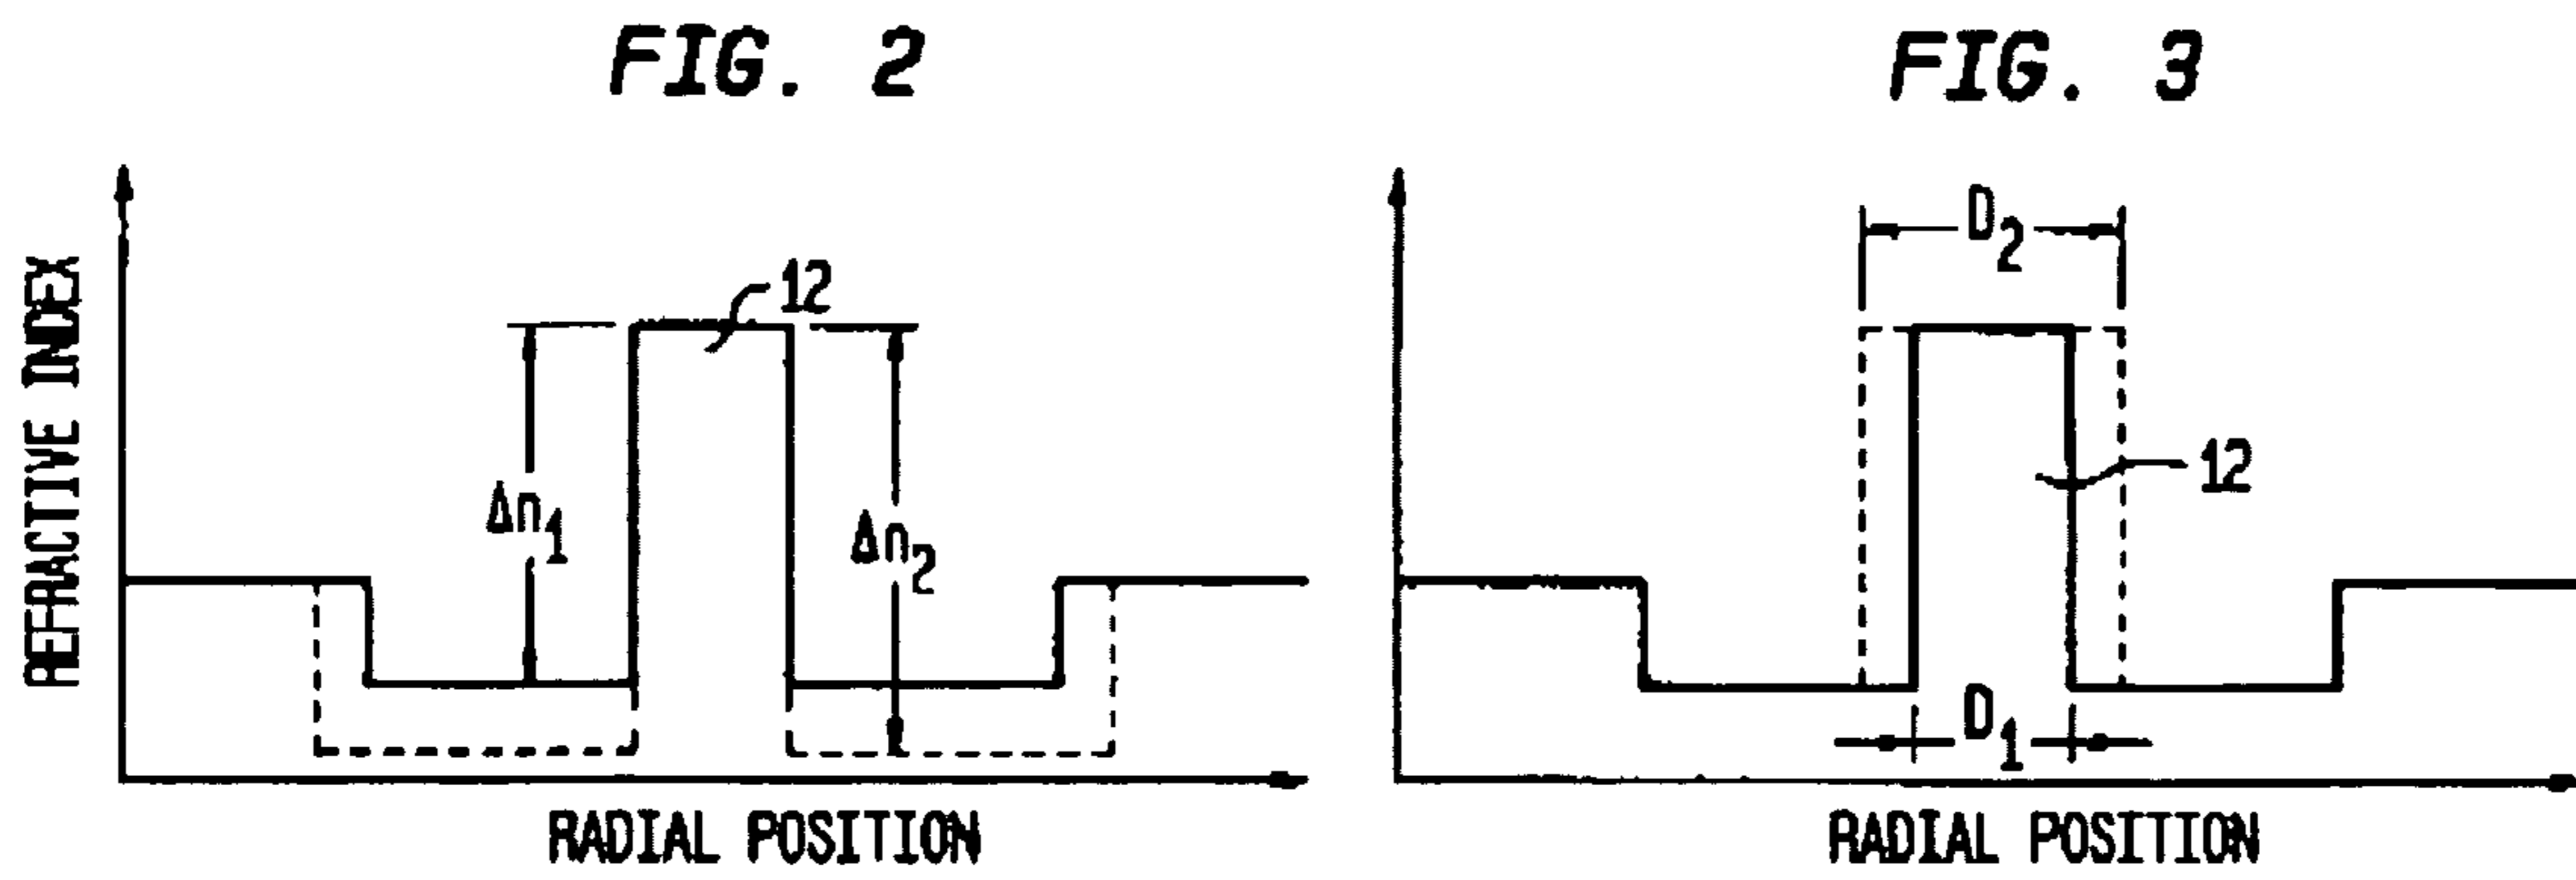 FIG. 2
REFRACTIVE INDEX
12
Δn1
Δn2
RADIAL POSITION
FIG. 3
D2
12
D1
RADIAL POSITION